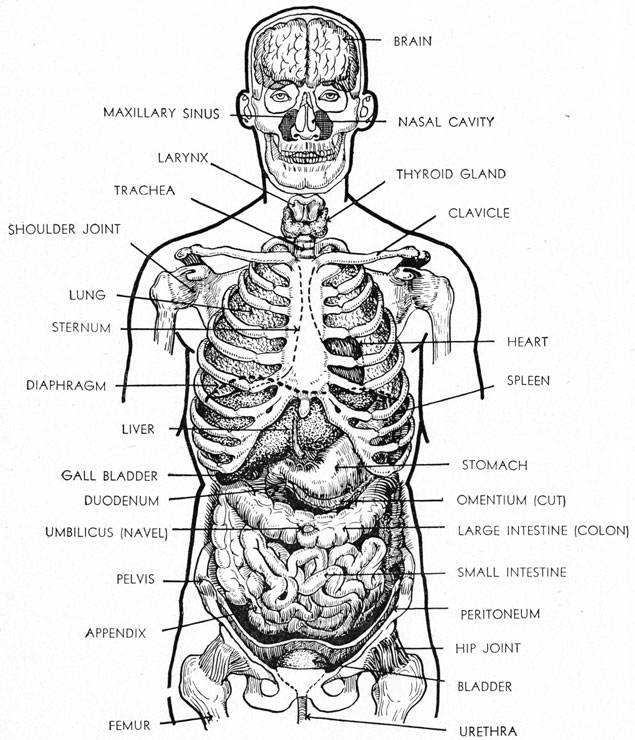 BRAIN
MAXILLARY SINUS
NASAL CAVITY
LARYNX
THYROID GLAND
TRACHEA
CLAVICLE
SHOULDER JOINT
LUNG
STERNUM
HEART
DIAPHRAGM
SPLEEN
LIVER
STOMACH
GALL BLADDER
DUODENUM
OMENTIUM (CUT)
UMBILICUS (NAVEL)
LARGE INTESTINE (COLON)
SMALL INTESTINE
PELVIS
PERITONEUM
APPENDIX
HIP JOINT
BLADDER
FEMUR
URETHRA